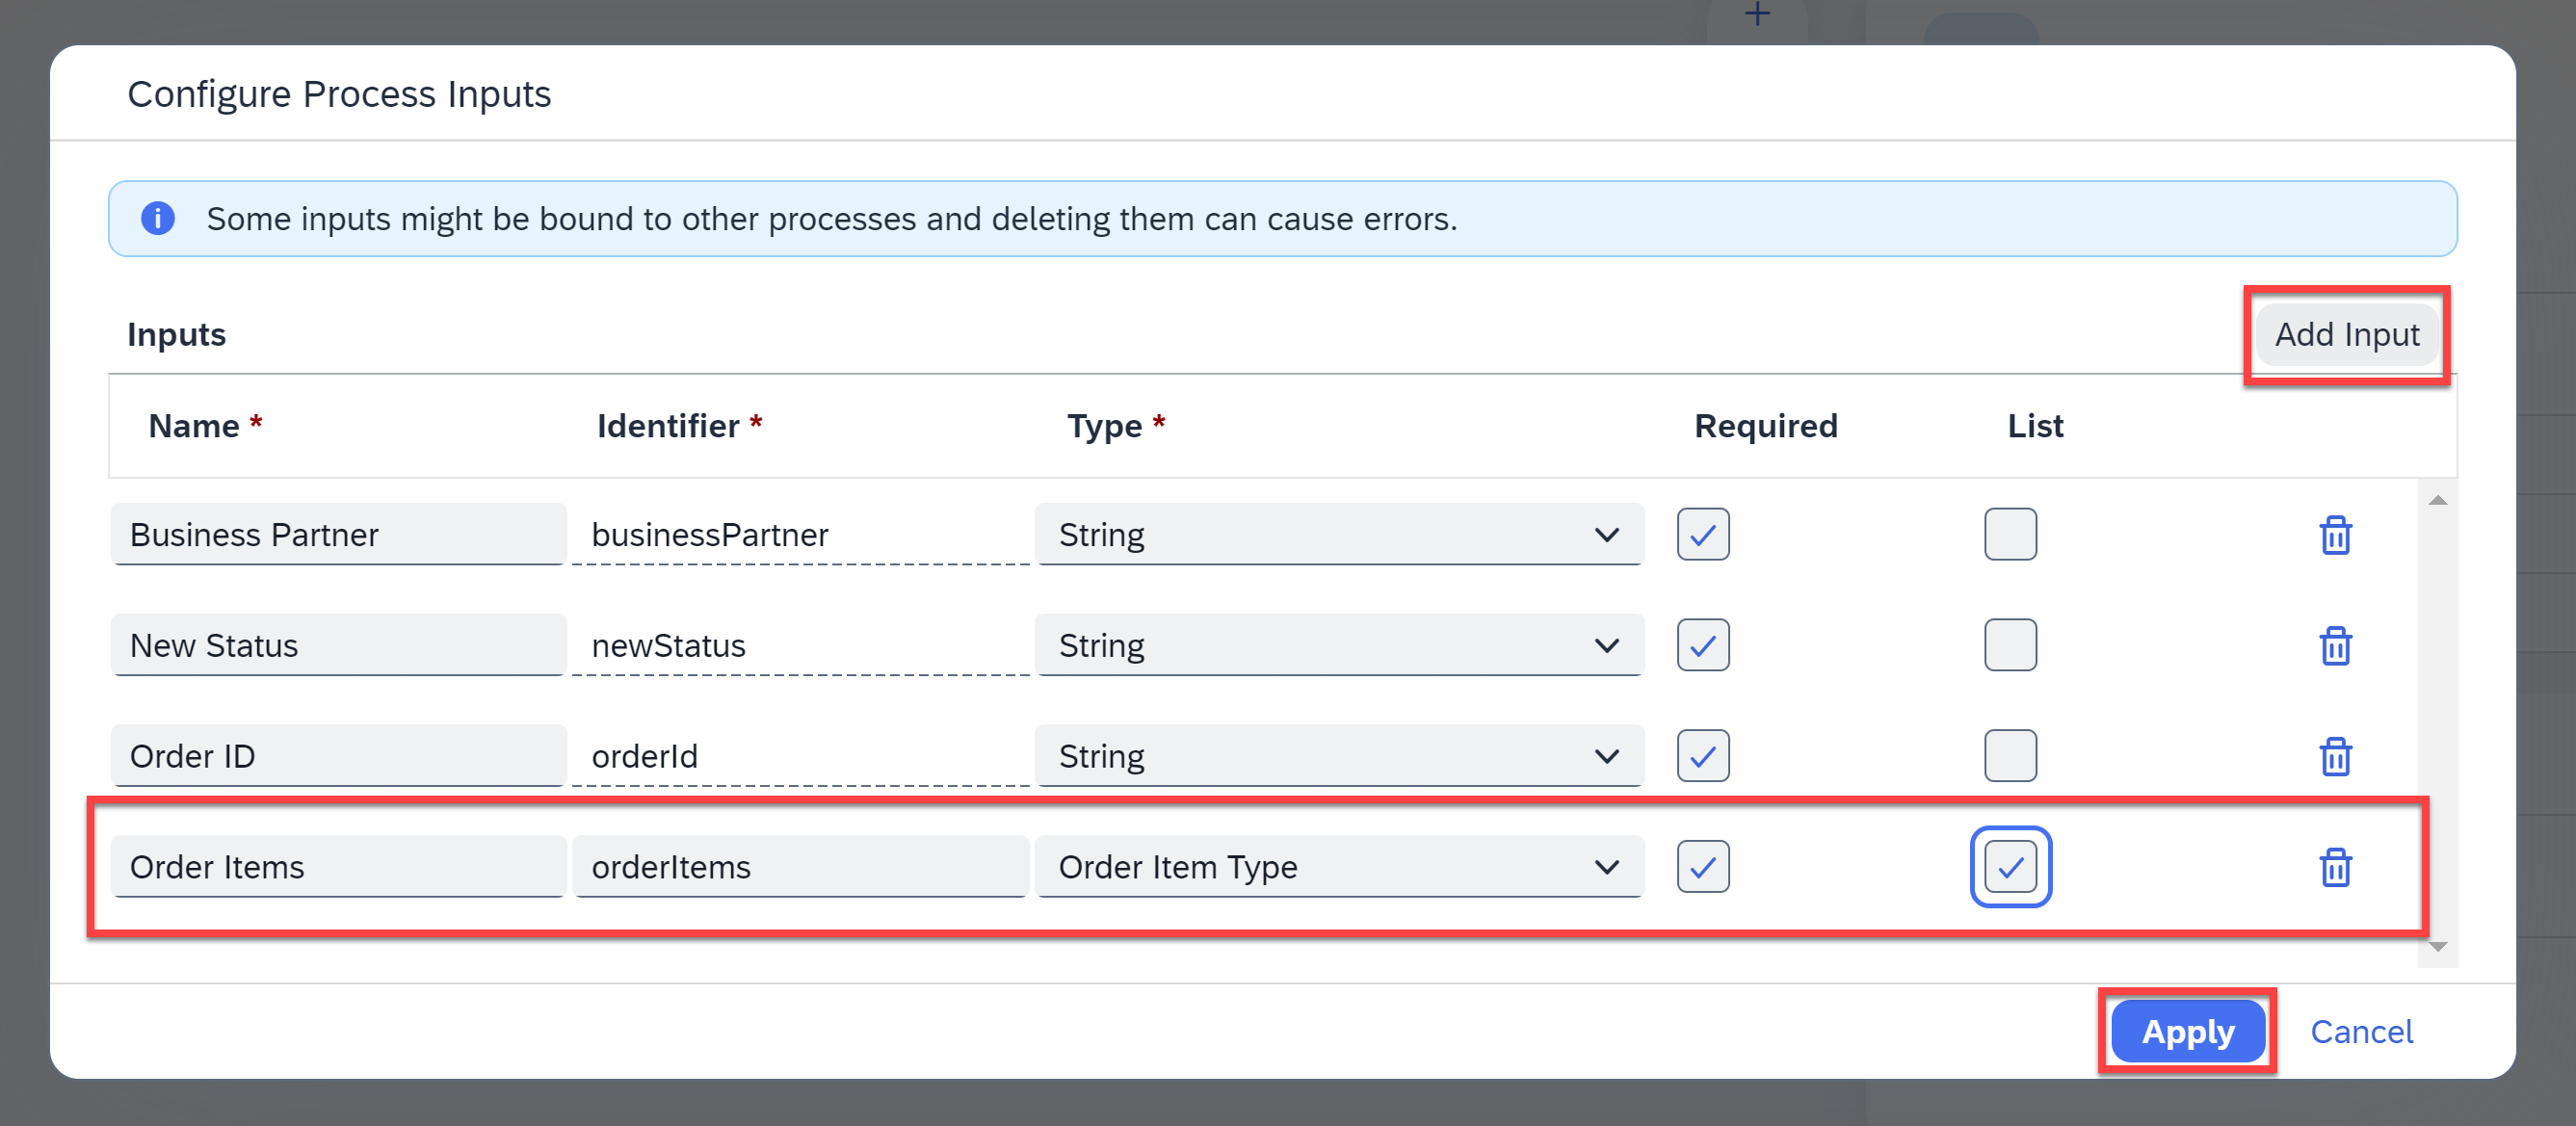 Configure Process Inputs
Some inputs might be bound to other processes and deleting them can cause errors.
Inputs
Add Input
Name * Identifier * Type * Required List
Business Partner businessPartner String
New Status newStatus String
Order ID orderId String
Order Items orderItems Order Item Type
Apply Cancel